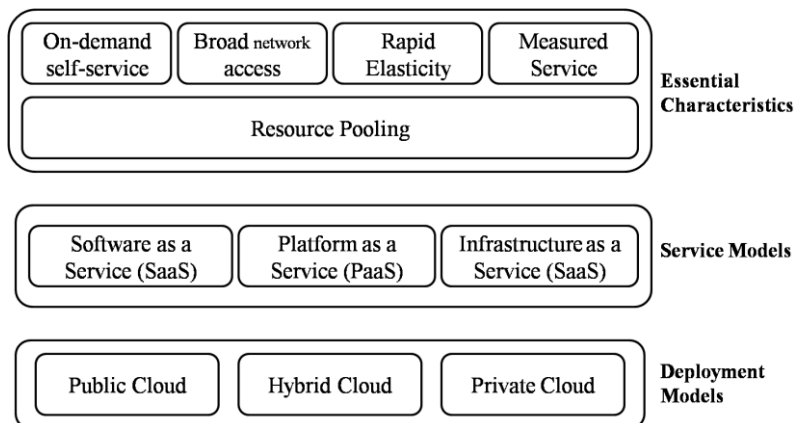 On-demand
self-service
Broad network
access
Rapid
Elasticity
Measured
Service
Essential
Characteristics
Resource Pooling
Software as a
Service (SaaS)
Platform as a
Service (PaaS)
Infrastructure as a
Service (SaaS)
Service Models
Public Cloud
Hybrid Cloud
Private Cloud
Deployment
Models